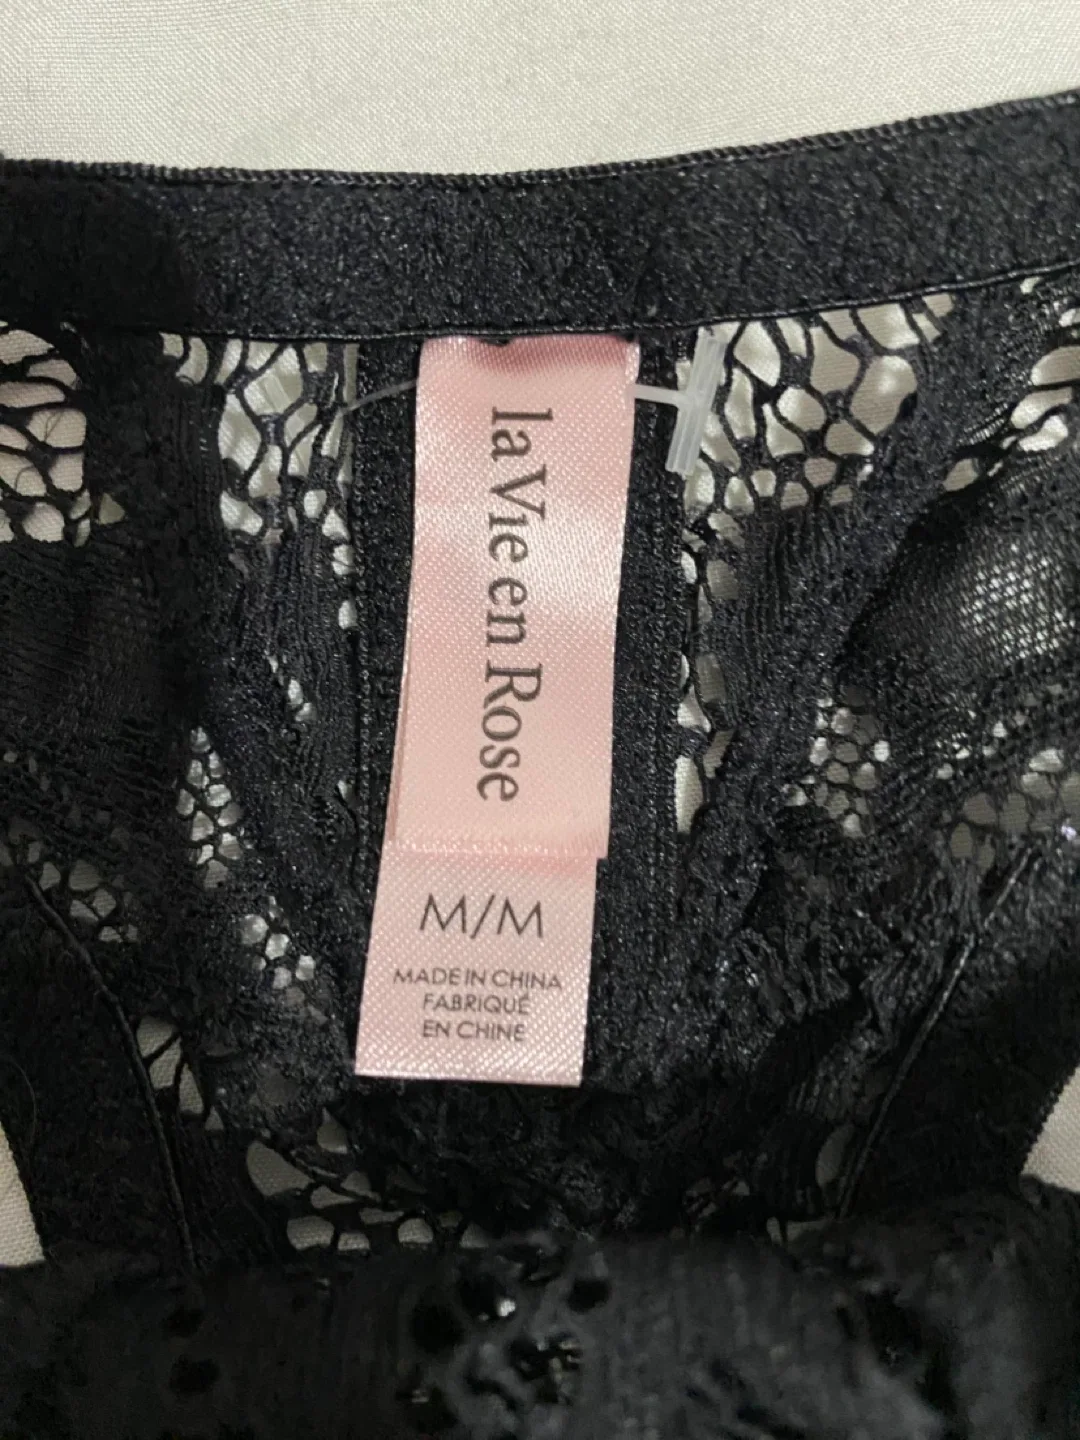 la Vie en Rose
M/M
MADE IN CHINA
FABRIQUÉ
EN CHINE